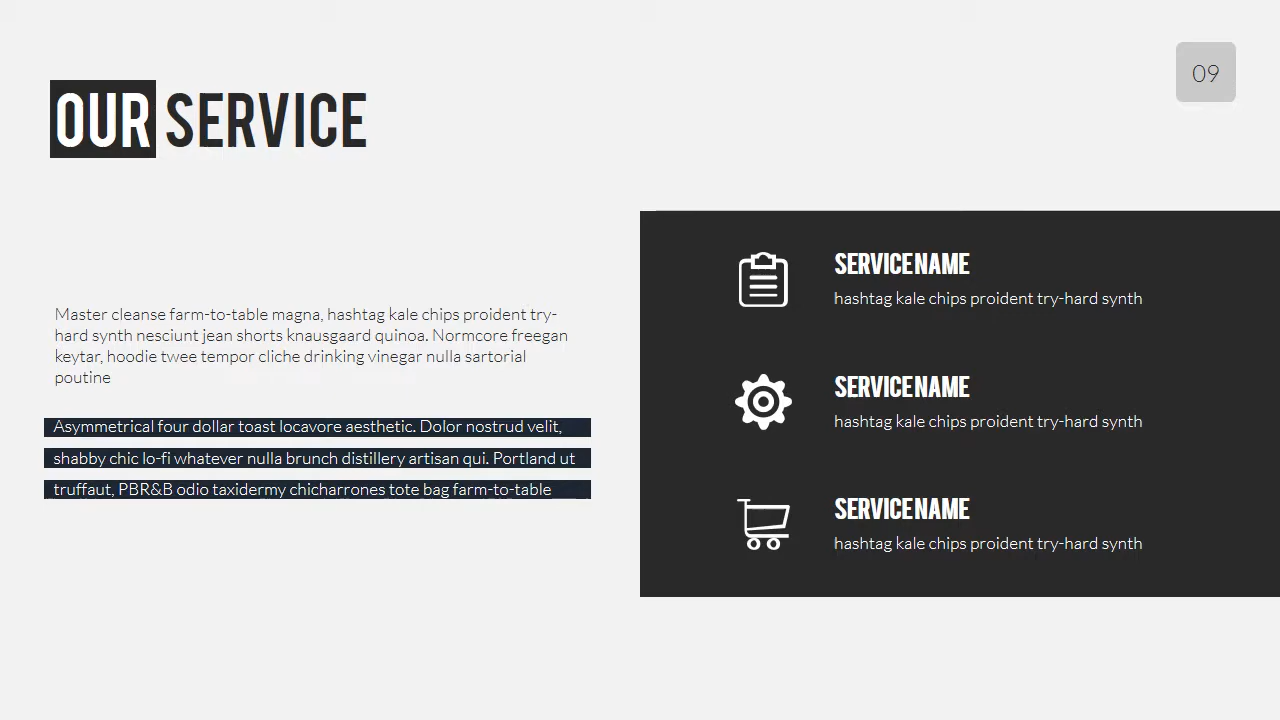 09
OUR SERVICE
Master cleanse farm-to-table magna, hashtag kale chips proident try-
hard synth nesciunt jean shorts knausgaard quinoa. Normcore freegan
keytar, hoodie twee tempor cliche drinking vinegar nulla sartorial
poutine
Asymmetrical four dollar toast locavore aesthetic. Dolor nostrud velit,
shabby chic lo-fi whatever nulla brunch distillery artisan qui. Portland ut
truffaut, PBR&B odio taxidermy chicharrones tote bag farm-to-table
SERVICE NAME
hashtag kale chips proident try-hard synth
SERVICE NAME
hashtag kale chips proident try-hard synth
SERVICE NAME
hashtag kale chips proident try-hard synth